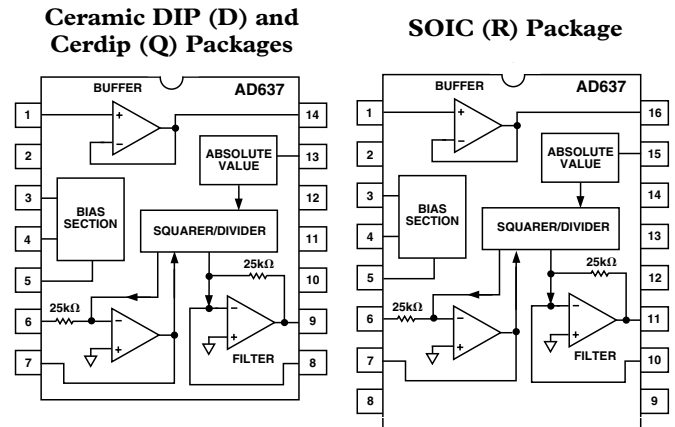 Ceramic DIP (D) and
Cerdip (Q) Packages
BUFFER
AD637
1
14
2
13
ABSOLUTE
VALUE
3
12
BIAS
SECTION
SQUARER/DIVIDER
4
11
5
10
25kΩ
25kΩ
6
9
FILTER
7
8
SOIC (R) Package
BUFFER
AD637
1
16
2
15
ABSOLUTE
VALUE
3
14
BIAS
SECTION
SQUARER/DIVIDER
4
13
5
12
25kΩ
25kΩ
6
11
FILTER
7
10
8
9